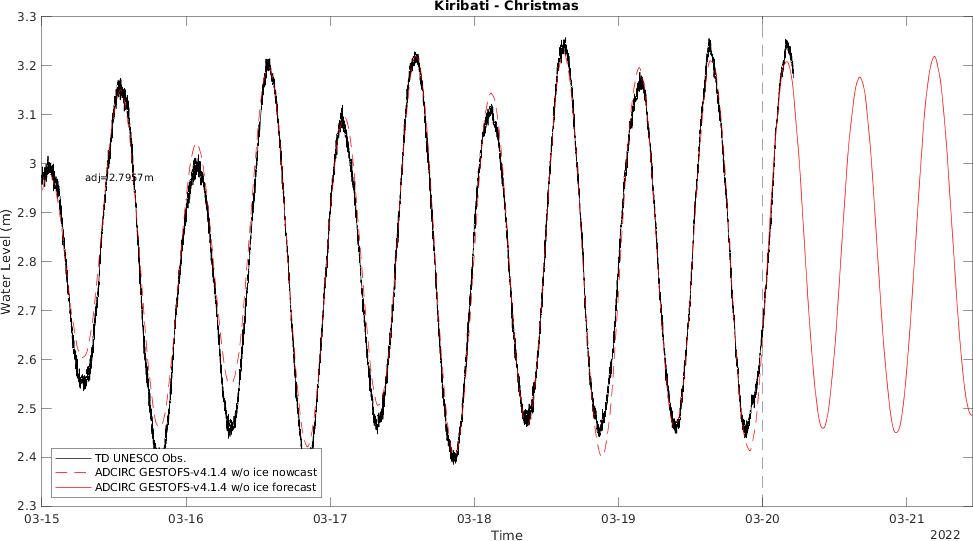 Kiribati - Christmas
3.3
3.2
3.1
3
2.9
2.8
2.7
2.6
2.5
2.4
2.3
Water Level (m)
adj=2.7957m
TD UNESCO Obs.
ADCIRC GESTOFS-v4.1.4 w/o ice nowcast
ADCIRC GESTOFS-v4.1.4 w/o ice forecast
03-15
03-16
03-17
03-18
03-19
03-20
03-21
Time
2022